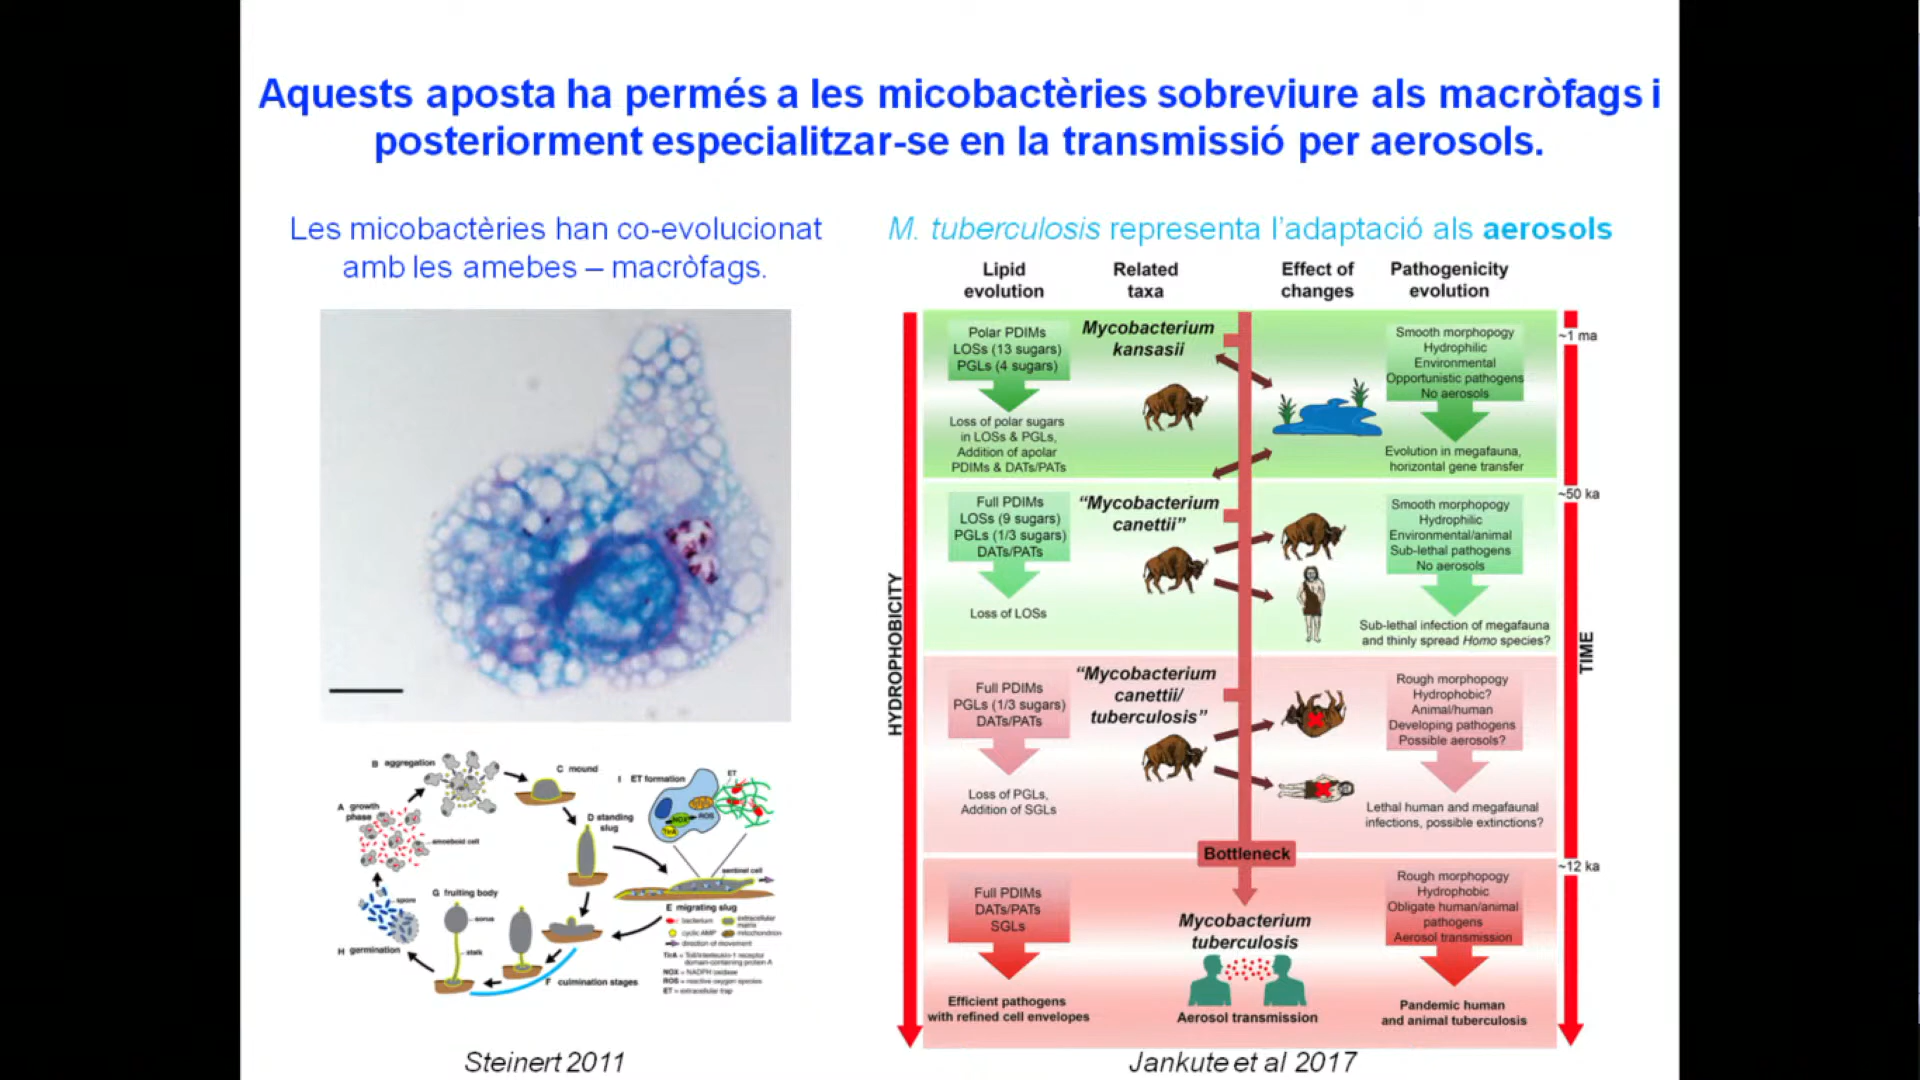 Aquests aposta ha permés a les micobactèries sobreviure als macròfags i
posteriorment especialitzar-se en la transmissió per aerosols.
Les micobactèries han co-evolucionat
amb les amebes – macròfags.
A growth
phase
B aggregation
C mound
D standing
slug
I ET formation
ET
NOX
ROS
TirA
amoeboid cell
sentinel cell
E migrating slug
bacterium
extracellular
matrix
cyclic AMP
mitochondrion
direction of movement
TirA = Toll/interleukin-1 receptor
domain-containing protein A
NOX = NADPH oxidase
ROS = reactive oxygen species
ET = extracellular trap
G fruiting body
sorus
stalk
spore
H germination
F culmination stages
Steinert 2011
M. tuberculosis representa l'adaptació als aerosols
Lipid
evolution
Related
taxa
Effect of
changes
Pathogenicity
evolution
HYDROPHOBICITY
Polar PDIMs
LOSs (13 sugars)
PGLs (4 sugars)
Loss of polar sugars
in LOSs & PGLs,
Addition of apolar
PDIMs & DATs/PATs
Mycobacterium
kansasii
Smooth morphopogy
Hydrophilic
Environmental
Opportunistic pathogens
No aerosols
Evolution in megafauna,
horizontal gene transfer
~1 ma
Full PDIMs
LOSs (9 sugars)
PGLs (1/3 sugars)
DATs/PATs
Loss of LOSs
“Mycobacterium
canettii”
Smooth morphopogy
Hydrophilic
Environmental/animal
Sub-lethal pathogens
No aerosols
Sub-lethal infection of megafauna
and thinly spread Homo species?
~50 ka
Full PDIMs
PGLs (1/3 sugars)
DATs/PATs
Loss of PGLs,
Addition of SGLs
“Mycobacterium
canettii/
tuberculosis”
Rough morphopogy
Hydrophobic?
Animal/human
Developing pathogens
Possible aerosols?
Lethal human and megafaunal
infections, possible extinctions?
TIME
Bottleneck
~12 ka
Full PDIMs
DATs/PATs
SGLs
Efficient pathogens
with refined cell envelopes
Mycobacterium
tuberculosis
Aerosol transmission
Rough morphopogy
Hydrophobic
Obligate human/animal
pathogens
Aerosol transmission
Pandemic human
and animal tuberculosis
Jankute et al 2017